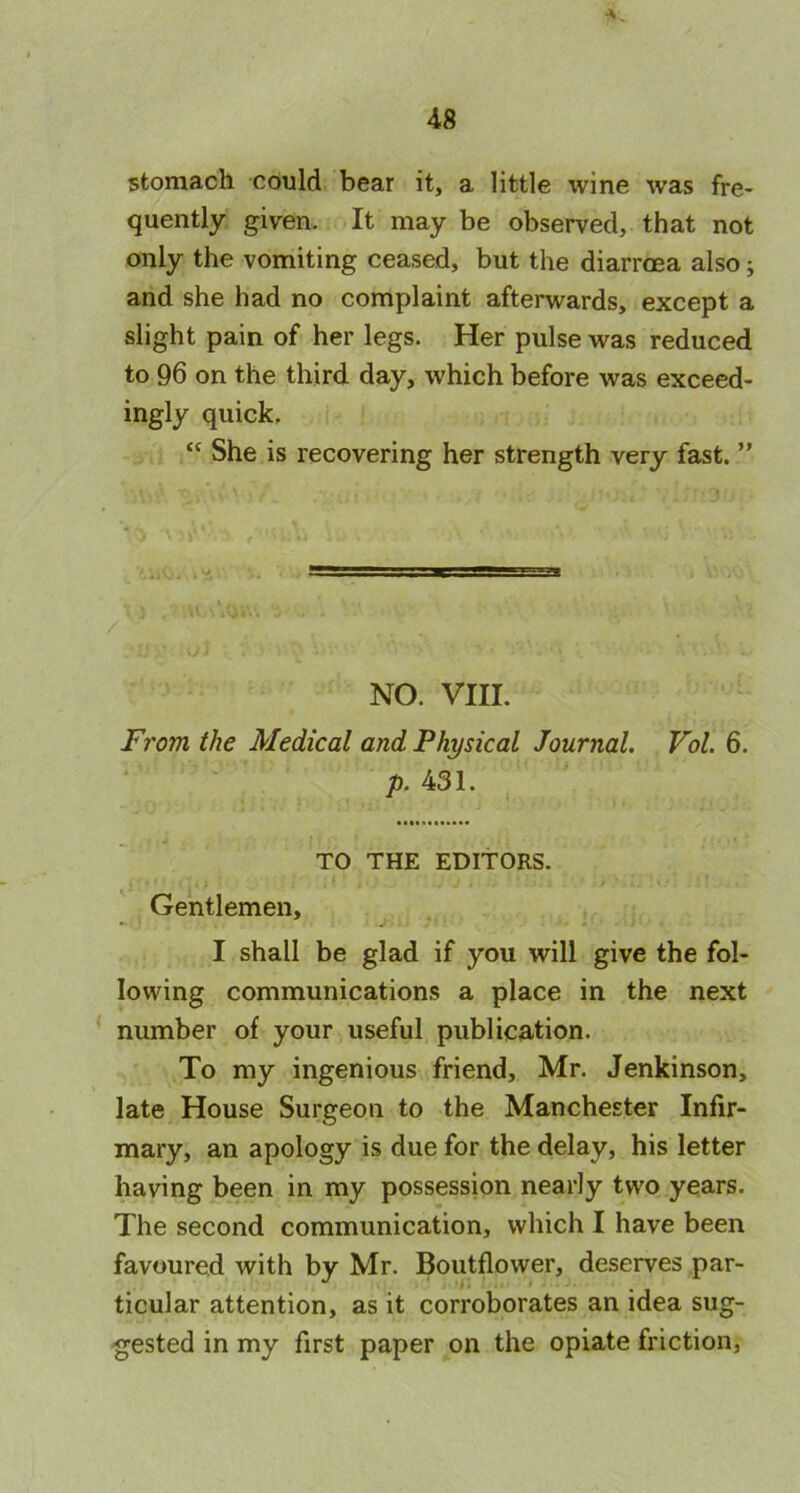 48
stomach could bear it, a little wine was fre-
quently given. It may be observed, that not
only the vomiting ceased, but the diarrœa also;
and she had no complaint afterwards, except a
slight pain of her legs. Her pulse was reduced
to 96 on the third day, which before was exceed-
ingly quick.
“ She is recovering her strength very fast. ”
NO. VIII.
From the Medical and Physical Journal. Vol. 6.
p. 431.
TO THE EDITORS.
Gentlemen,
I shall be glad if you will give the fol-
lowing communications a place in the next
number of your useful publication.
To my ingenious friend, Mr. Jenkinson,
late House Surgeon to the Manchester Infir-
mary, an apology is due for the delay, his letter
having been in my possession nearly two years.
The second communication, which I have been
favoured with by Mr. Boutflower, deserves par-
ticular attention, as it corroborates an idea sug-
gested in my first paper on the opiate friction,